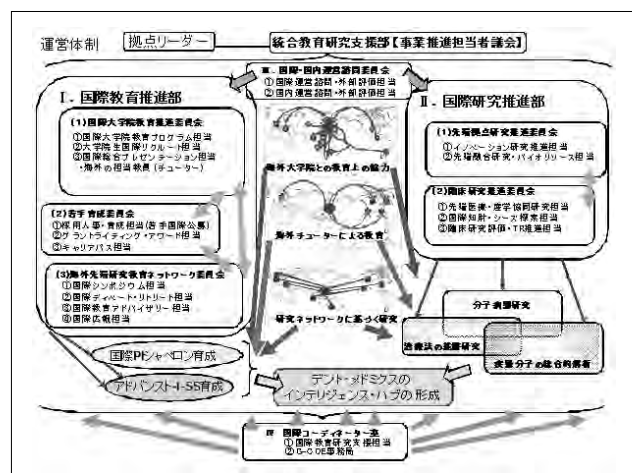 運営体制
拠点リーダー
統合教育研究支援部【事業推進担当者議会】
Ⅲ．国際・国内運営諮問委員会
①国際運営諮問・外部評価担当
②国内運営諮問・外部評価担当
Ⅰ．国際教育推進部
(1)国際大学院教育推進委員会
①国際大学院教育プログラム担当
②大学院生国際リクルート担当
③国際総合プレゼンテーション担当
・海外の担当教員(チューター)
(2)若手育成委員会
①採用人事・育成担当(若手国際公募)
②グラントライティング・アワード担当
③キャリアパス担当
(3)海外先端研究教育ネットワーク委員会
①国際シンポジウム担当
②国際ディベート・リトリート担当
③国際教育アドバイザリー担当
④国際広報担当
国際PEシャペロン育成
アドバンスト-I-SS育成
海外大学院との教育上の協力
海外チューターによる教育
研究ネットワークに基づく研究
デント・メドミクスの
インテリジェンス・ハブの形成
Ⅱ．国際研究推進部
(1)先端拠点研究推進委員会
①イノベーション研究推進担当
②先端融合研究・バイオリソース担当
(2)臨床研究推進委員会
①先端医療・産学協同研究担当
②国際知財・シーズ探索担当
③臨床研究評価・TR推進担当
分子病態研究
治療法の基盤研究
疾患分子の総合的解析
Ⅳ 国際コーディネーター室
①国際教育研究支援担当
②G-COE事務局